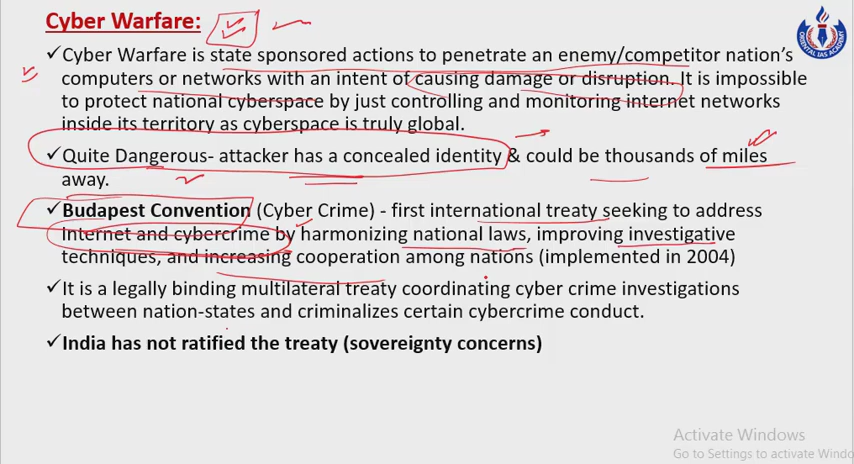 Cyber Warfare:
✓Cyber Warfare is state sponsored actions to penetrate an enemy/competitor nation's
computers or networks with an intent of causing damage or disruption. It is impossible
to protect national cyberspace by just controlling and monitoring internet networks
inside its territory as cyberspace is truly global.
✓Quite Dangerous- attacker has a concealed identity & could be thousands of miles
away.
✓Budapest Convention (Cyber Crime) - first international treaty seeking to address
Internet and cybercrime by harmonizing national laws, improving investigative
techniques, and increasing cooperation among nations (implemented in 2004)
✓It is a legally binding multilateral treaty coordinating cyber crime investigations
between nation-states and criminalizes certain cybercrime conduct.
✓India has not ratified the treaty (sovereignty concerns)
ORIENTAL IAS ACADEMY
Activate Windows
Go to Settings to activate Windo